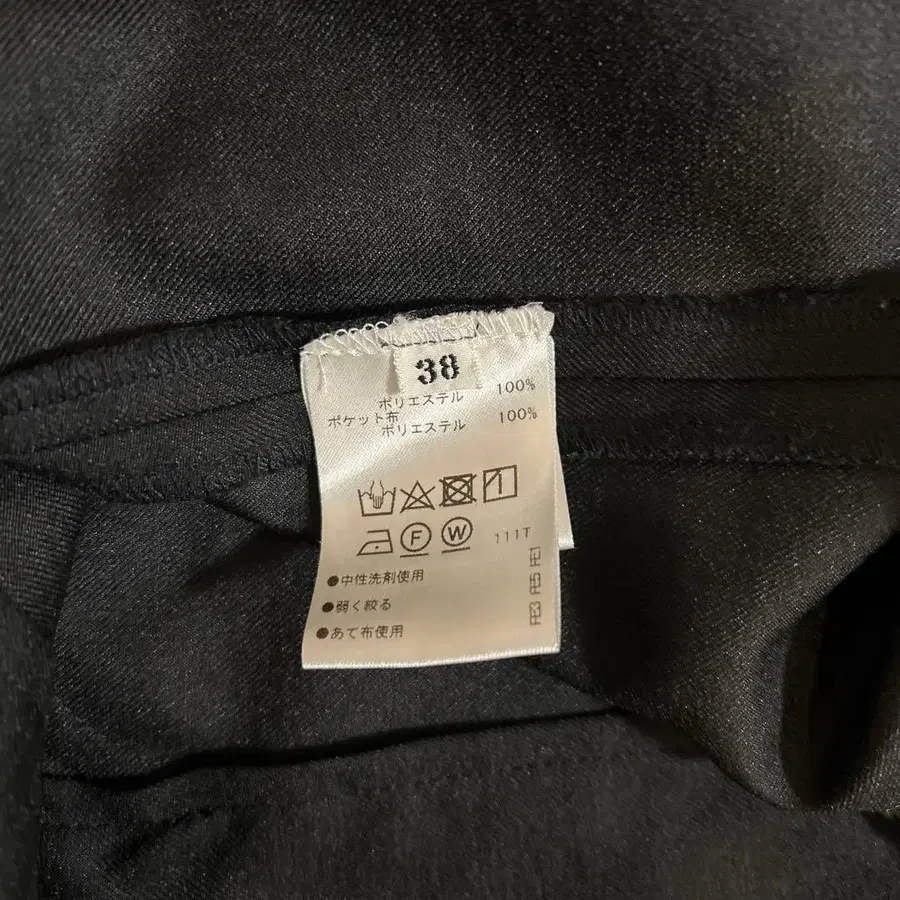 38
ポリエステル 100%
ポケット布
ポリエステル 100%
F W 111T
●中性洗剤使用
●弱く絞る
●あて布使用